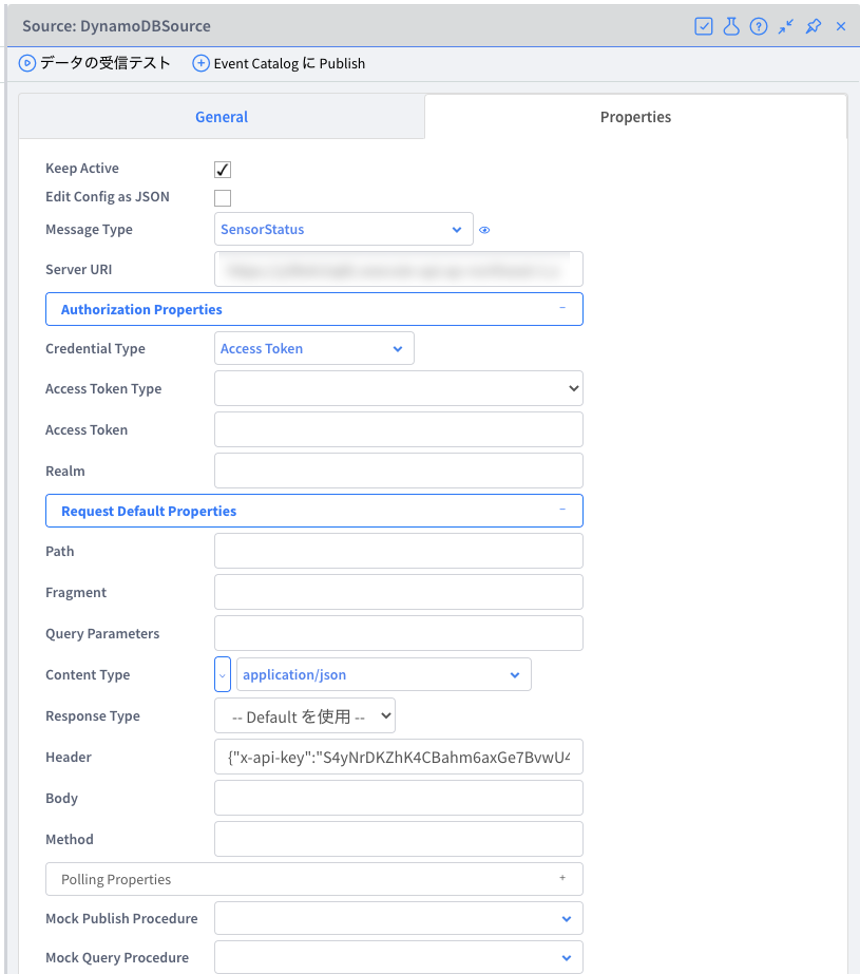 Source: DynamoDBSource
データの受信テスト Event Catalog に Publish
General Properties
Keep Active
Edit Config as JSON
Message Type SensorStatus
Server URI
Authorization Properties
Credential Type Access Token
Access Token Type
Access Token
Realm
Request Default Properties
Path
Fragment
Query Parameters
Content Type application/json
Response Type -- Default を使用 --
Header {"x-api-key":"S4yNrDKZhK4CBahm6axGe7BvwU4
Body
Method
Polling Properties
Mock Publish Procedure
Mock Query Procedure